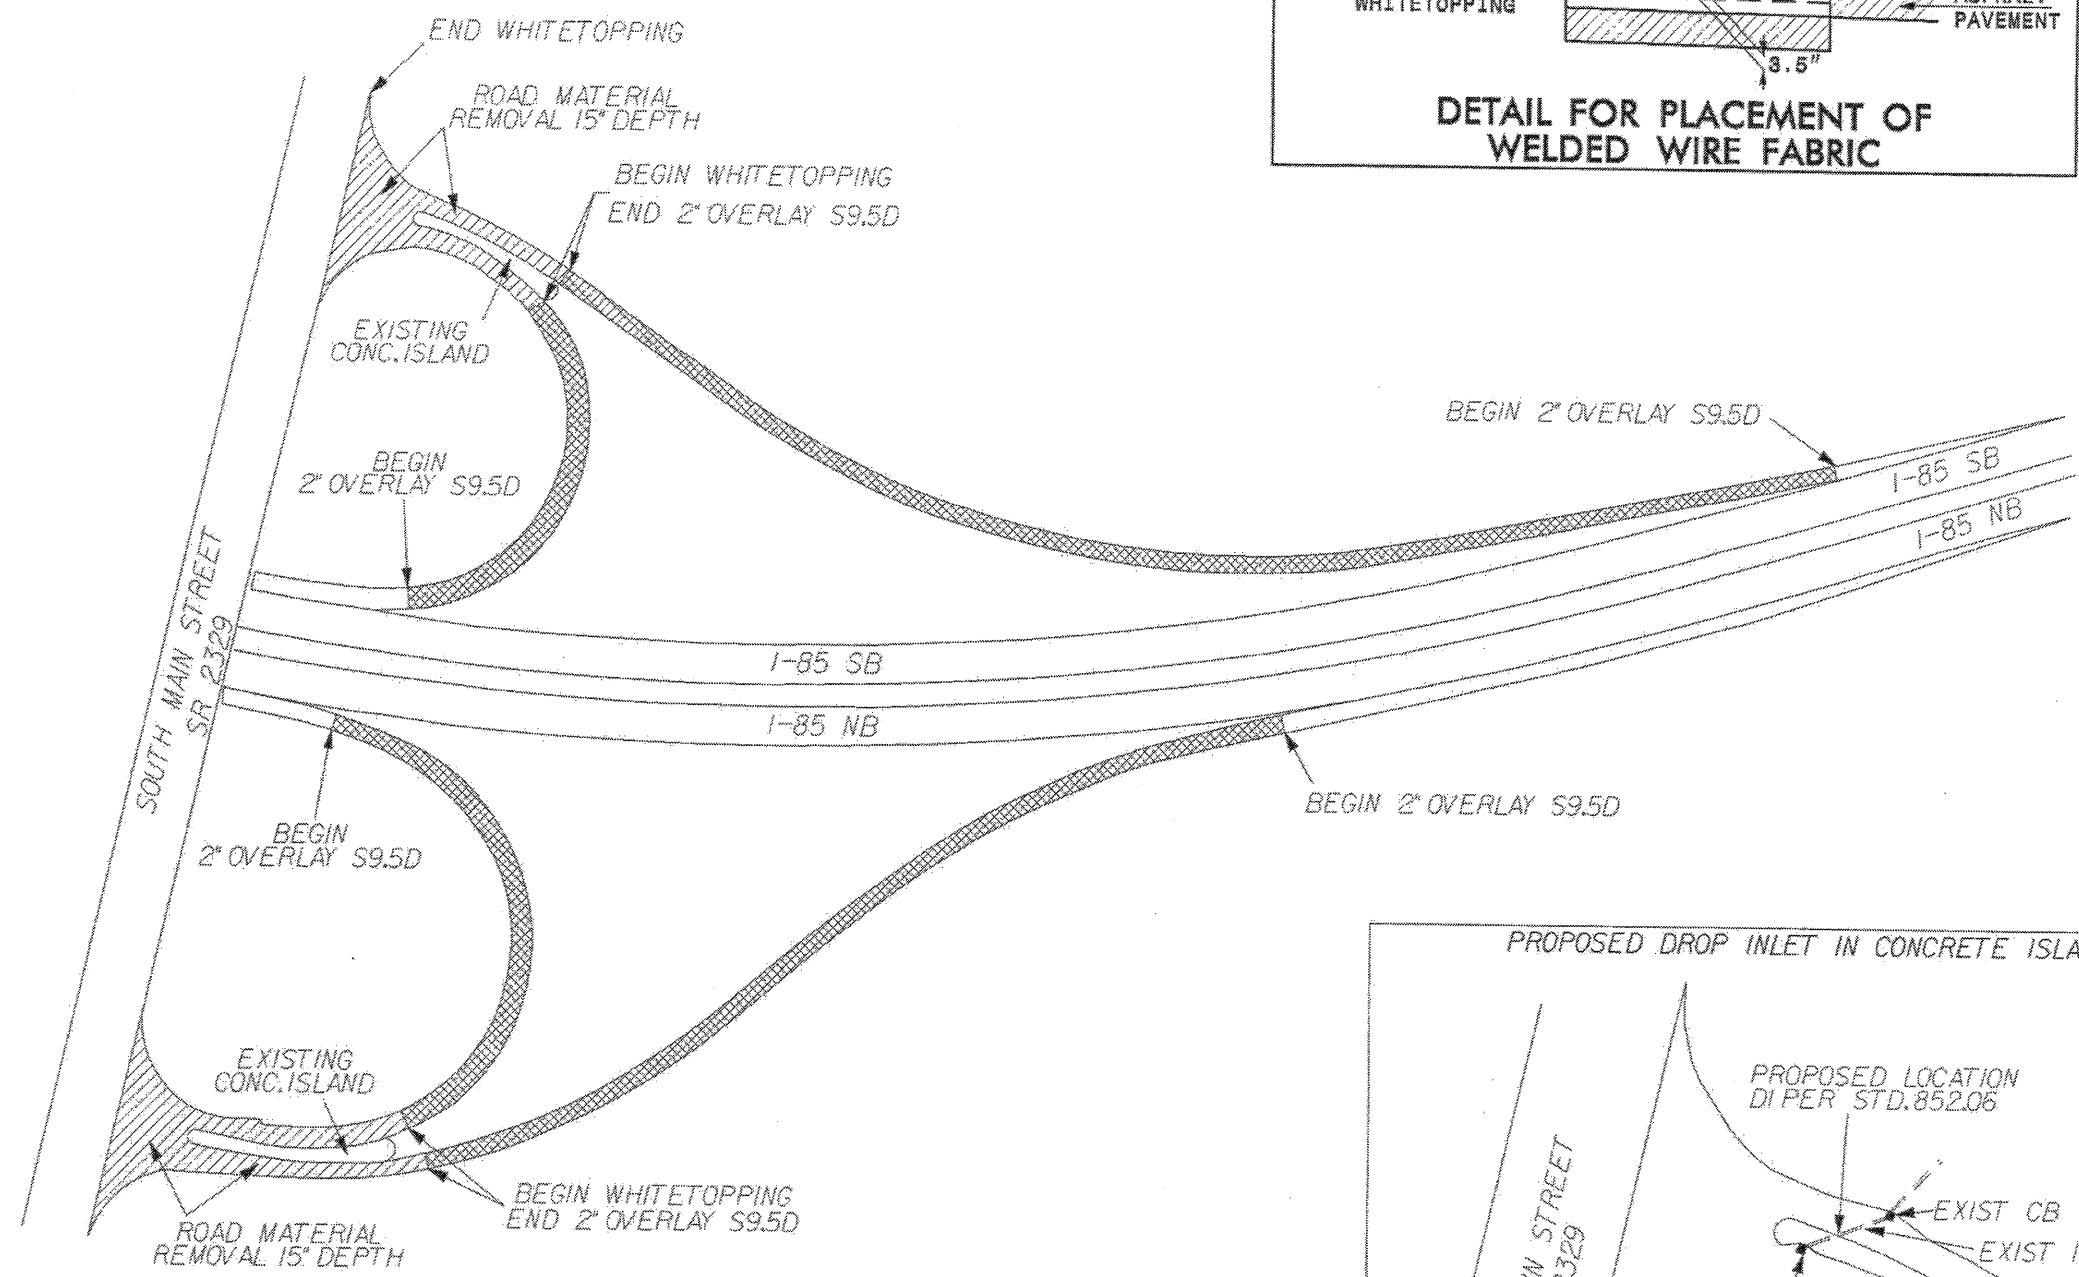 END WHITETOPPING
ROAD MATERIAL
REMOVAL 15" DEPTH
BEGIN WHITETOPPING
END 2" OVERLAY S9.5D
EXISTING
CONC. ISLAND
BEGIN
2" OVERLAY S9.5D
WHITETOPPING
PAVEMENT
3.5"
DETAIL FOR PLACEMENT OF
WELDED WIRE FABRIC
BEGIN 2" OVERLAY S9.5D
I-85 SB
I-85 NB
SOUTH MAIN STREET
SR 2329
I-85 SB
I-85 NB
BEGIN 2" OVERLAY S9.5D
BEGIN
2" OVERLAY S9.5D
EXISTING
CONC. ISLAND
BEGIN WHITETOPPING
END 2" OVERLAY S9.5D
ROAD MATERIAL
REMOVAL 15" DEPTH
PROPOSED DROP INLET IN CONCRETE
PROPOSED LOCATION
DI PER STD. 852.06
STREET
EXIST CB
EXIST